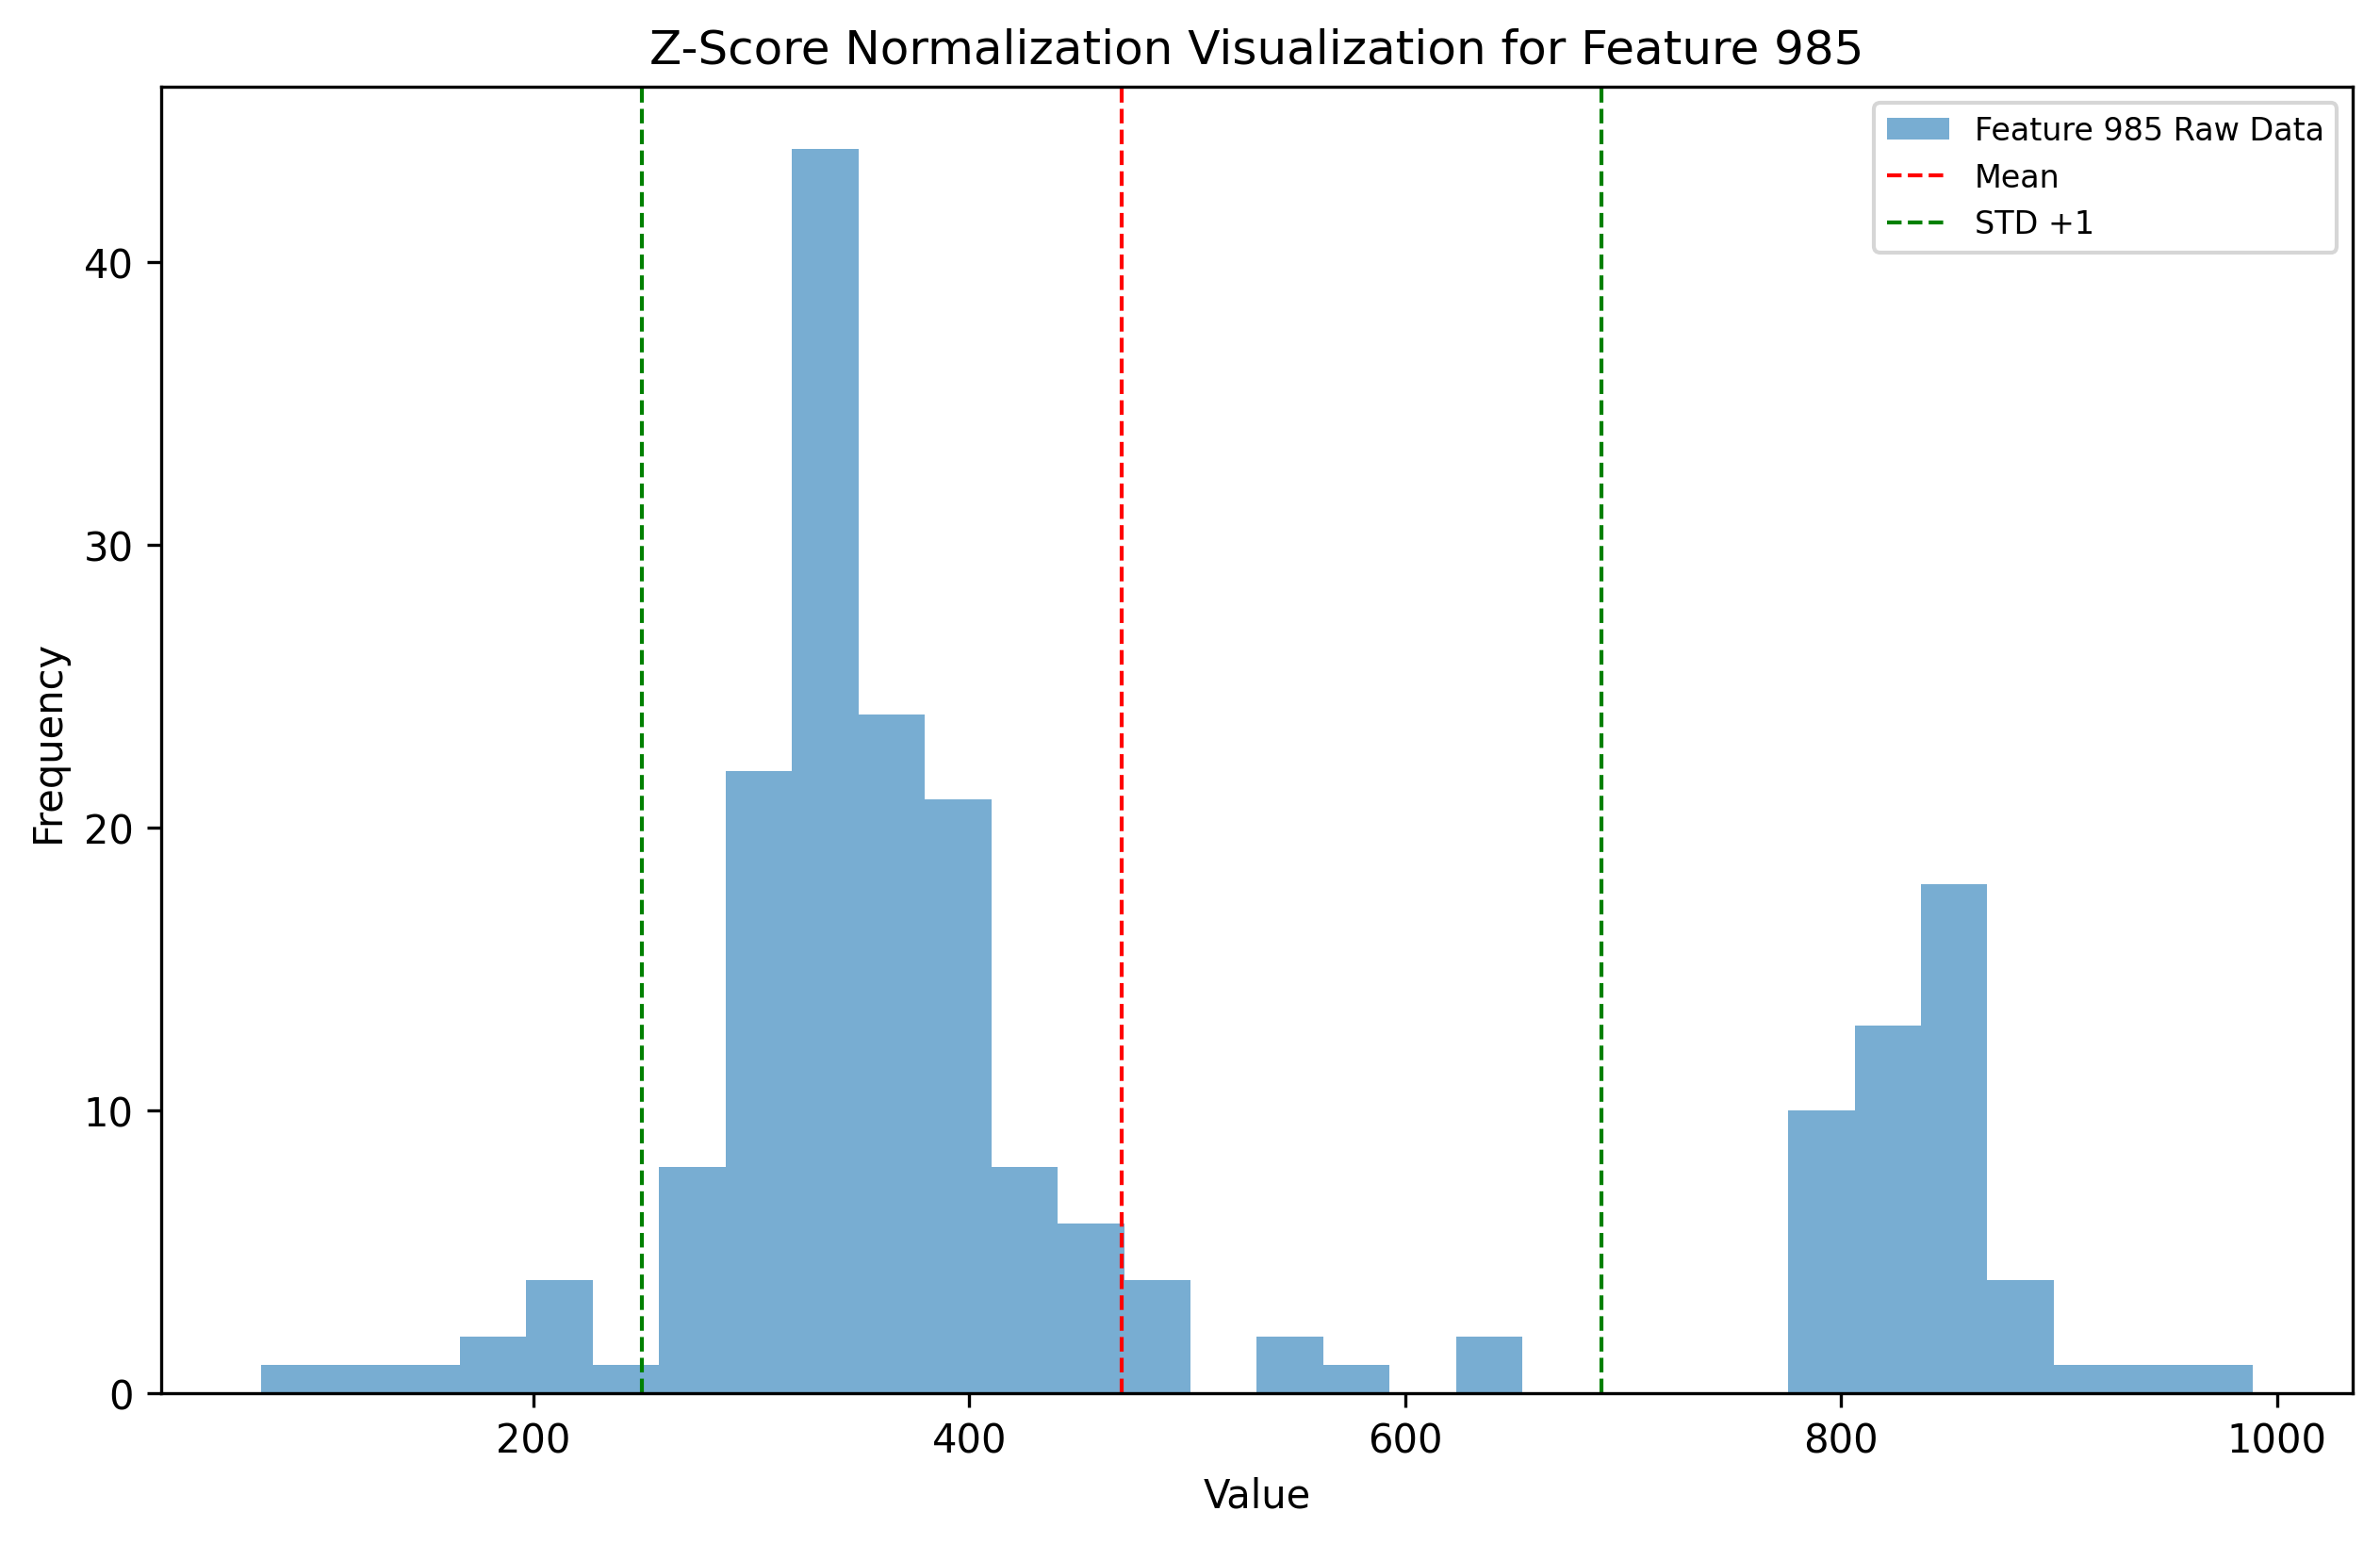 Z-Score Normalization Visualization for Feature 985
Feature 985 Raw Data
Mean
STD +1
Frequency
40
30
20
10
0
200 400 600 800 1000
Value